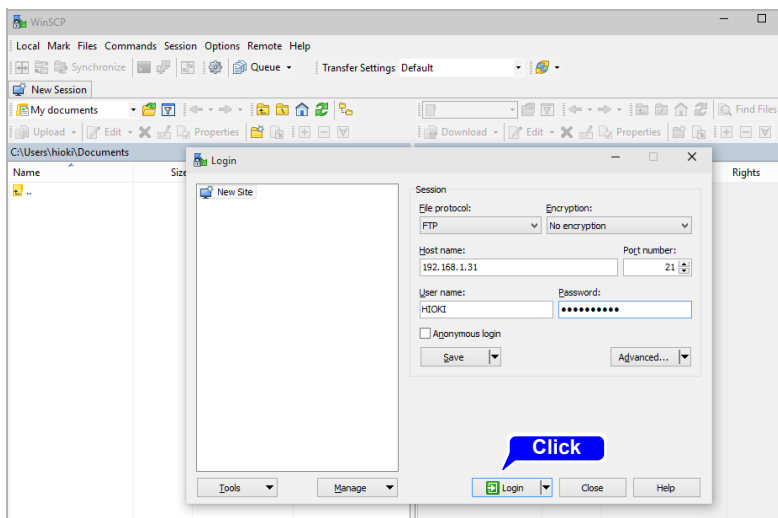 WinSCP
Local Mark Files Commands Session Options Remote Help
Synchronize Queue Transfer Settings Default
New Session
My documents Find Files
Upload Edit Properties Download Edit Properties
C:\Users\hioki\Documents
Name Size Rights
..
Login
New Site
Session
File protocol: Encryption:
FTP No encryption
Host name: Port number:
192.168.1.31 21
User name: Password:
HIOKI ●●●●●●●●●●
Anonymous login
Save Advanced...
Click
Tools Manage Login Close Help